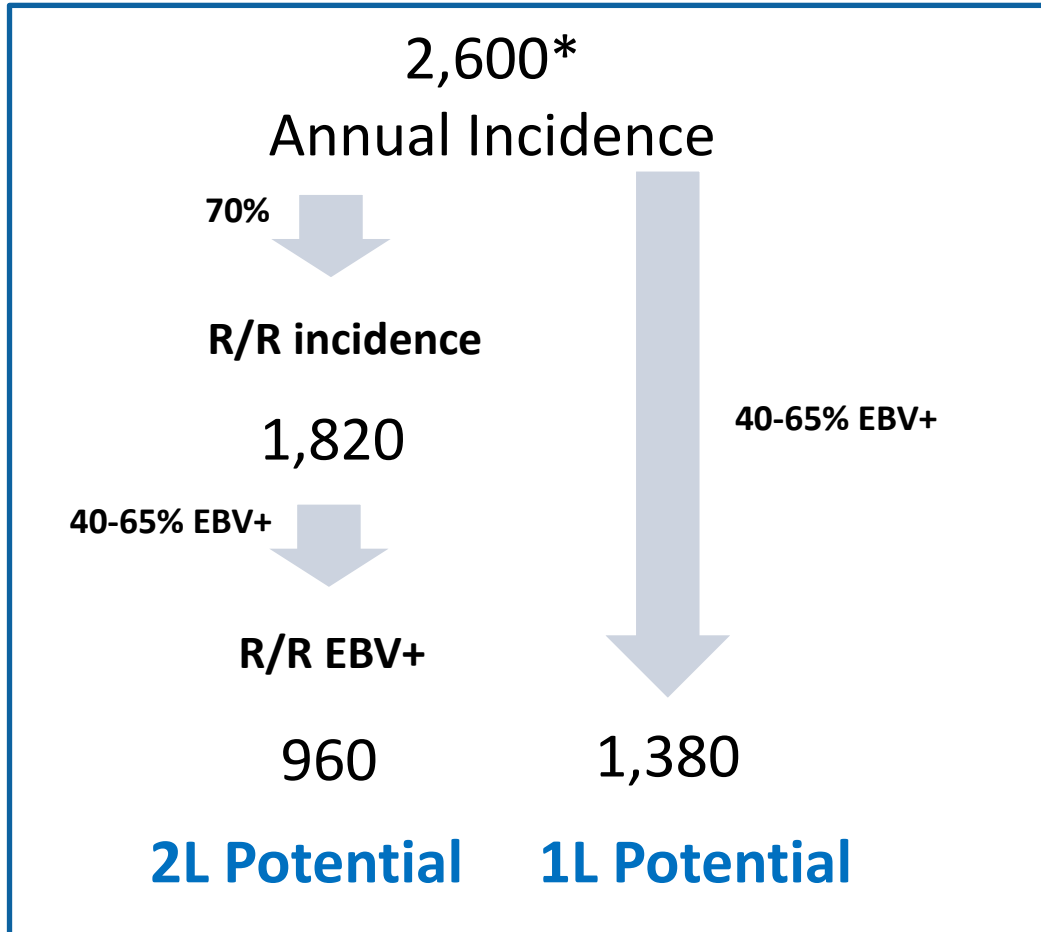 2,600*
Annual Incidence
70%
R/R incidence
1,820
40-65% EBV+
40-65% EBV+
R/R EBV+
960
1,380
2L Potential
1L Potential